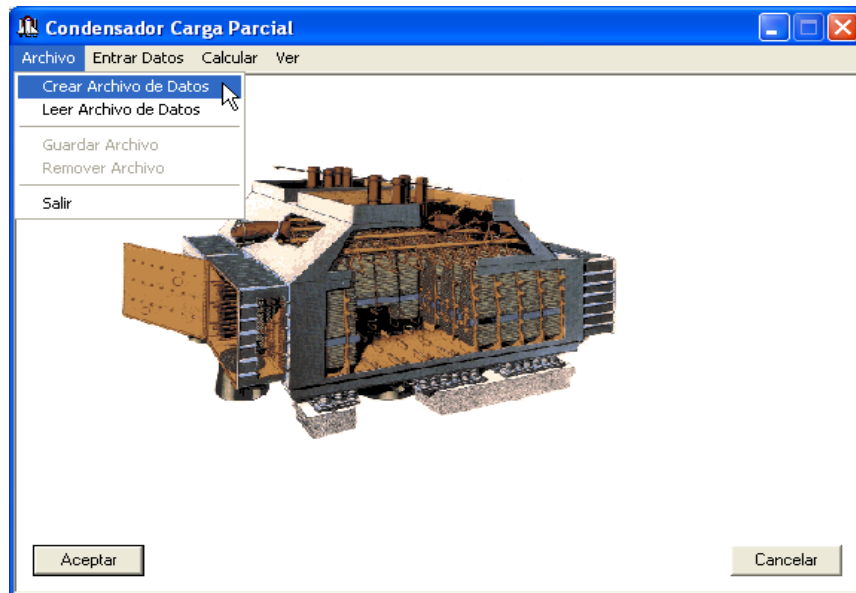 Condensador Carga Parcial
Archivo Entrar Datos Calcular Ver
Crear Archivo de Datos
Leer Archivo de Datos
Guardar Archivo
Remover Archivo
Salir
Aceptar Cancelar